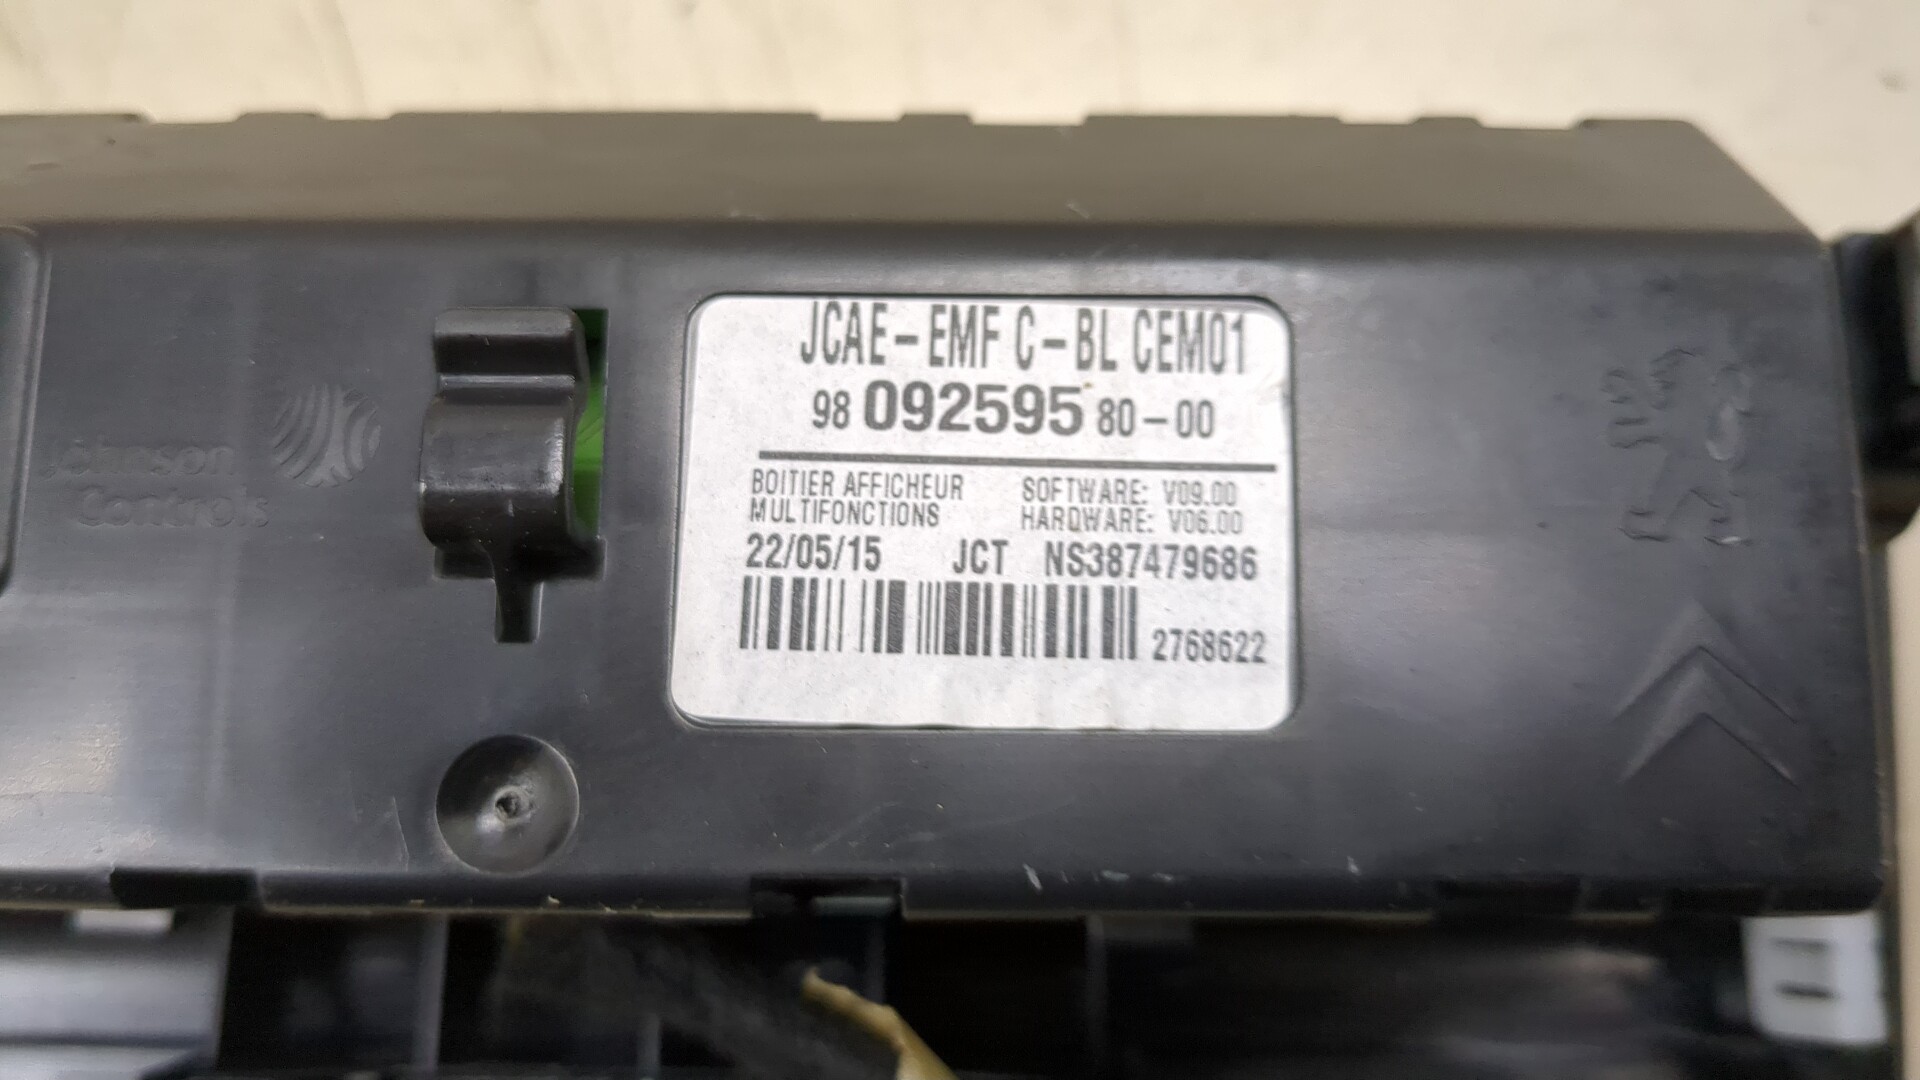 JCAE-EMF C-BL CEM01
98 092595 80-00
BOITIER AFFICHEUR
MULTIFONCTIONS
SOFTWARE: V09.00
HARDWARE: V06.00
22/05/15 JCT NS387479686
2768622
Johnson
Controls